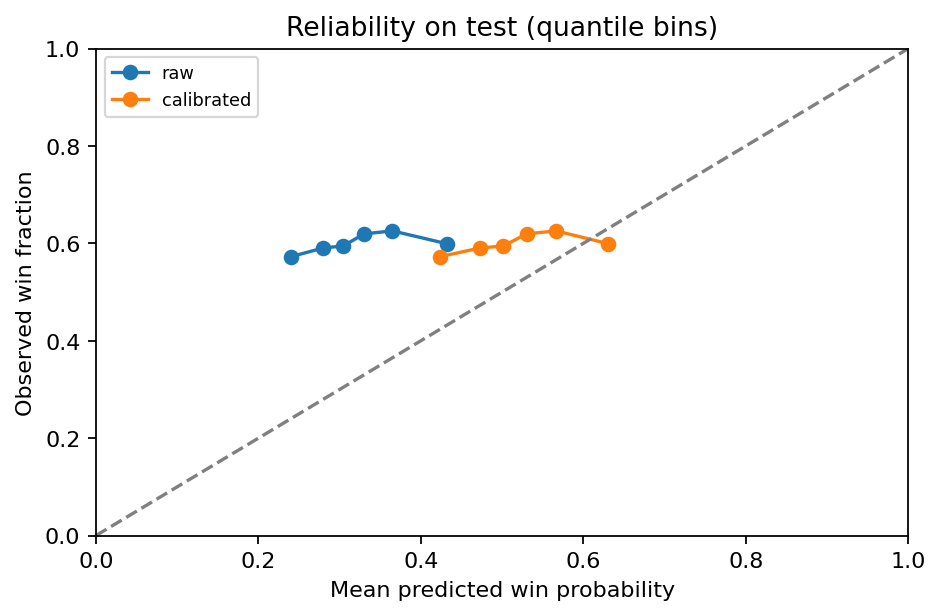 Reliability on test (quantile bins)
raw
calibrated
1.0
0.8
0.6
0.4
0.2
0.0
Observed win fraction
0.0 0.2 0.4 0.6 0.8 1.0
Mean predicted win probability